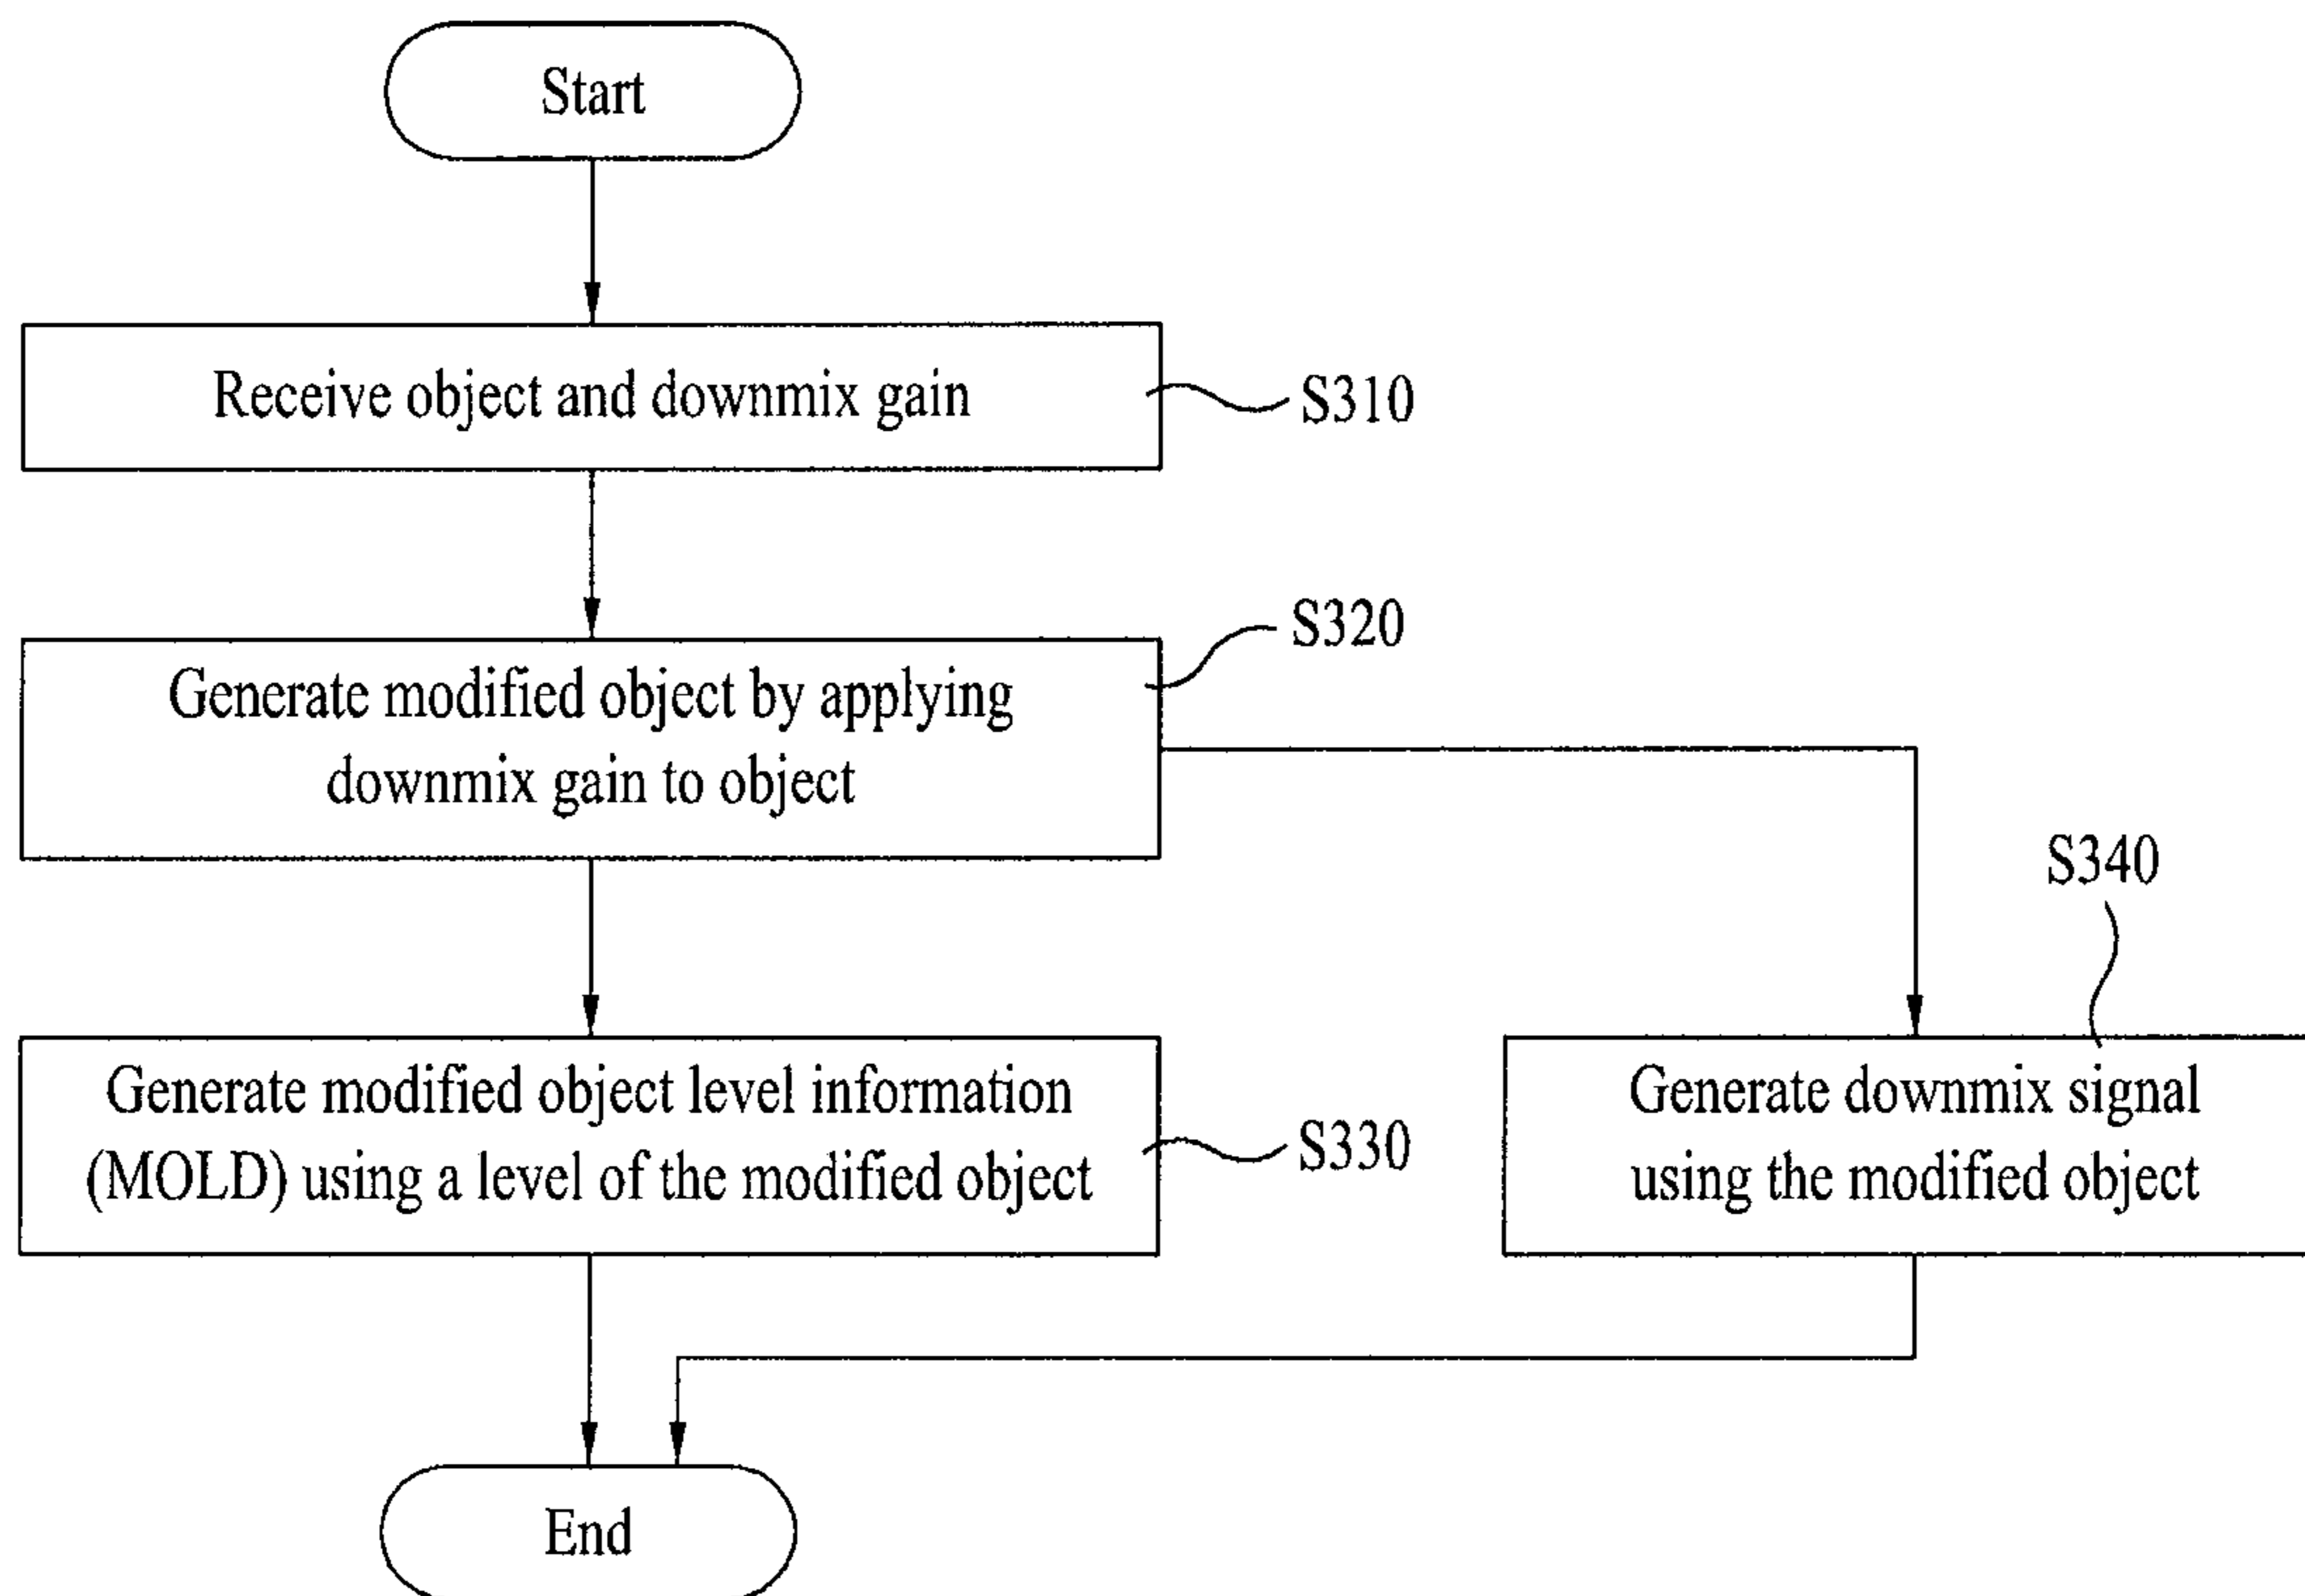 Start
Receive object and downmix gain
S310
S320
Generate modified object by applying
downmix gain to object
S340
Generate modified object level information
(MOLD) using a level of the modified object
S330
Generate downmix signal
using the modified object
End